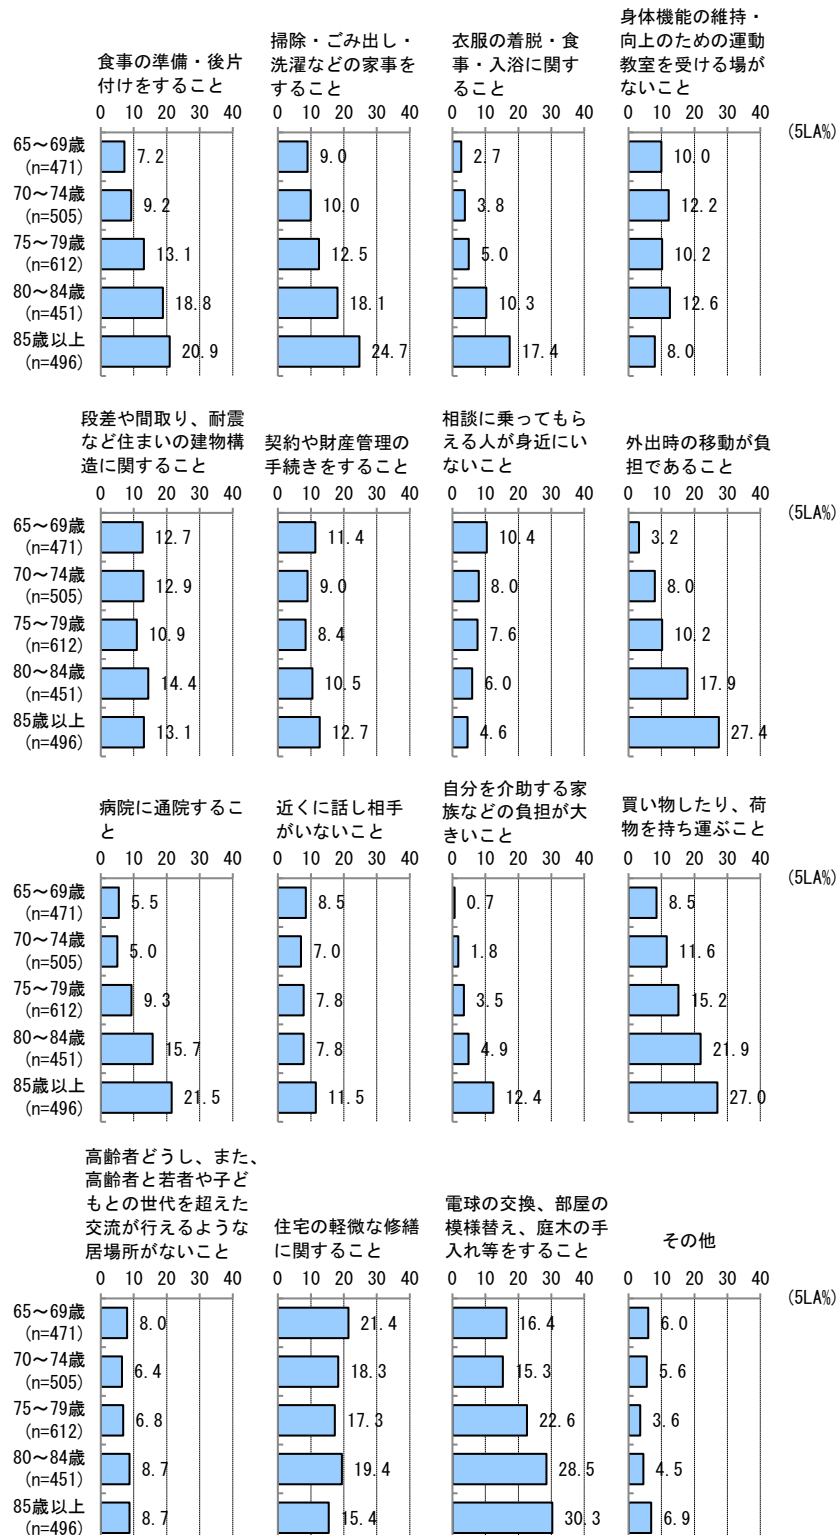 食事の準備・後片
付けをすること
掃除・ごみ出し・
洗濯などの家事を
すること
衣服の着脱・食
事・入浴に関す
ること
身体機能の維持・
向上のための運動
教室を受ける場が
ないこと
0 10 20 30 40
0 10 20 30 40
0 10 20 30 40
0 10 20 30 40
(5LA%)
65～69歳
(n=471)
7.2
9.0
2.7
10.0
70～74歳
(n=505)
9.2
10.0
3.8
12.2
75～79歳
(n=612)
13.1
12.5
5.0
10.2
80～84歳
(n=451)
18.8
18.1
10.3
12.6
85歳以上
(n=496)
20.9
24.7
17.4
8.0
段差や間取り、耐震
など住まいの建物構
造に関すること
契約や財産管理の
手続きをすること
相談に乗ってもら
える人が身近にい
ないこと
外出時の移動が負
担であること
0 10 20 30 40
0 10 20 30 40
0 10 20 30 40
0 10 20 30 40
(5LA%)
65～69歳
(n=471)
12.7
11.4
10.4
3.2
70～74歳
(n=505)
12.9
9.0
8.0
8.0
75～79歳
(n=612)
10.9
8.4
7.6
10.2
80～84歳
(n=451)
14.4
10.5
6.0
17.9
85歳以上
(n=496)
13.1
12.7
4.6
27.4
病院に通院するこ
と
近くに話し相手
がいないこと
自分を介助する家
族などの負担が大
きいこと
買い物したり、荷
物を持ち運ぶこと
0 10 20 30 40
0 10 20 30 40
0 10 20 30 40
0 10 20 30 40
(5LA%)
65～69歳
(n=471)
5.5
8.5
0.7
8.5
70～74歳
(n=505)
5.0
7.0
1.8
11.6
75～79歳
(n=612)
9.3
7.8
3.5
15.2
80～84歳
(n=451)
15.7
7.8
4.9
21.9
85歳以上
(n=496)
21.5
11.5
12.4
27.0
高齢者どうし、また、
高齢者と若者や子ど
もとの世代を超えた
交流が行えるような
居場所がないこと
住宅の軽微な修繕
に関すること
電球の交換、部屋の
模様替え、庭木の手
入れ等をすること
その他
0 10 20 30 40
0 10 20 30 40
0 10 20 30 40
0 10 20 30 40
(5LA%)
65～69歳
(n=471)
8.0
21.4
16.4
6.0
70～74歳
(n=505)
6.4
18.3
15.3
5.6
75～79歳
(n=612)
6.8
17.3
22.6
3.6
80～84歳
(n=451)
8.7
19.4
28.5
4.5
85歳以上
(n=496)
8.7
15.4
30.3
6.9